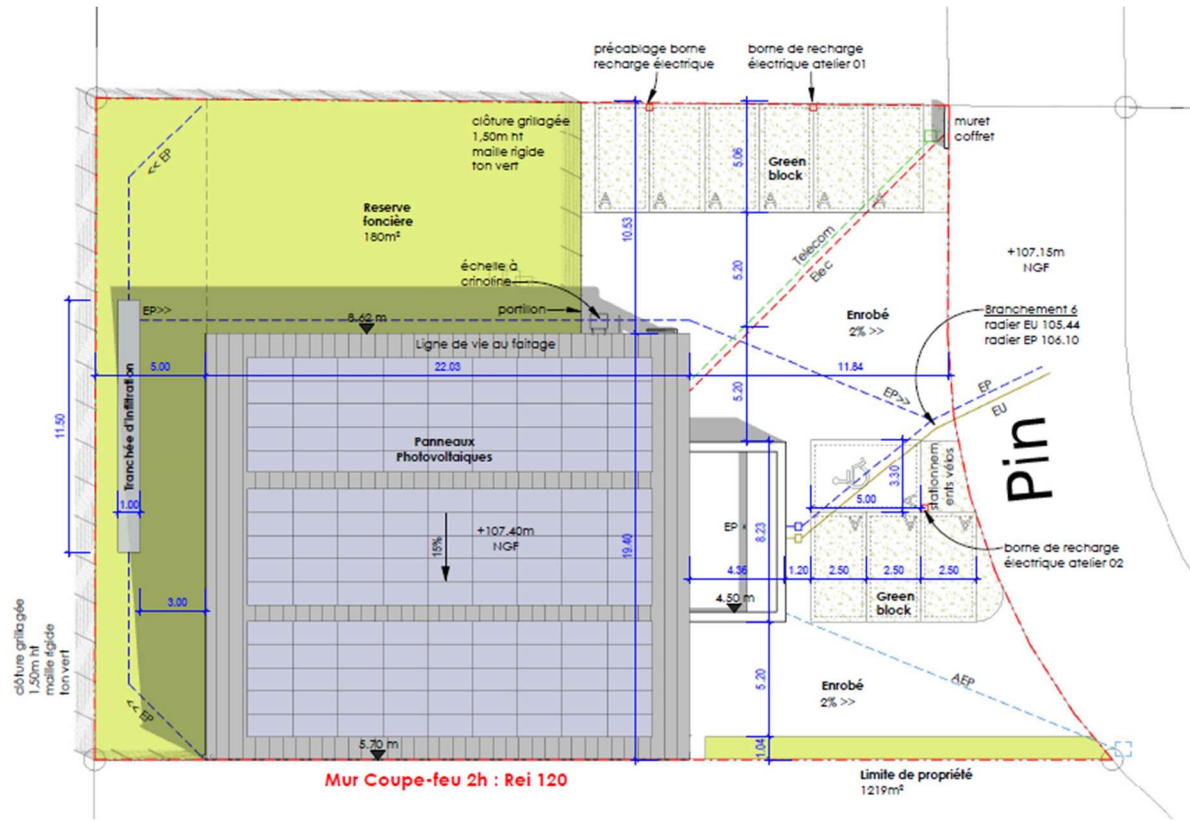 précablage borne
recharge électrique
borne de recharge
électrique atelier 01
clôture grillagée
1,50m ht
maille rigide
ton vert
muret
coffret
<< EP
5.06
Green
block
A A A A A A
Reserve
foncière
180m²
10.53
Telecom
Elec
5.20
+107.15m
NGF
échelle à
crinoline
portillon
EP>>
8.62 m
Enrobé
2% >>
Branchement 6
radier EU 105.44
radier EP 106.10
Ligne de vie au faitage
5.00
22.03
11.84
5.20
EP>>
EP
EU
11.50
Tranchée d'infiltration
Panneaux
Photovoltaiques
3.30
5.00
A
stationnem
ents vélos
Pin
1.00
15%
+107.40m
NGF
19.40
EP
8.23
A A A
borne de recharge
électrique atelier 02
4.36
1.20
2.50
2.50
2.50
4.50 m
Green
block
3.00
clôture grillagée
1,50m ht
maille rigide
ton vert
<< EP
5.20
Enrobé
2% >>
AEP
5.70 m
1.04
Mur Coupe-feu 2h : Rei 120
Limite de propriété
1219m²